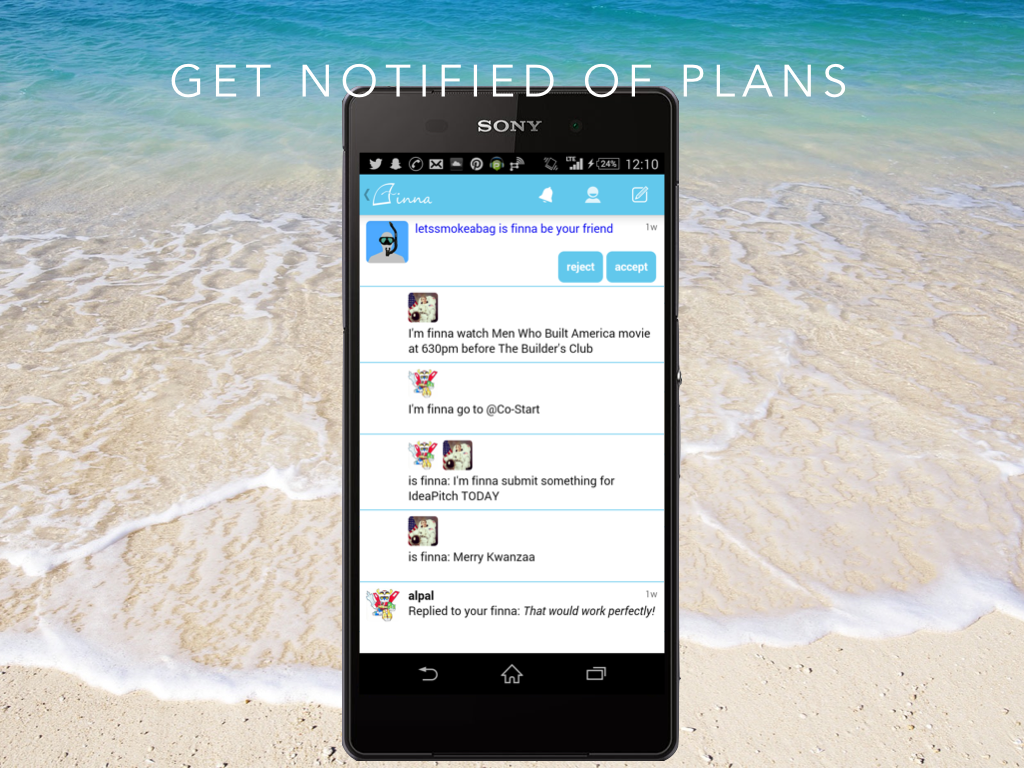 GET NOTIFIED OF PLANS
SONY
LTE 24% 12:10
Finna
letssmokeabag is finna be your friend 1w
reject accept
I'm finna watch Men Who Built America movie
at 630pm before The Builder's Club
I'm finna go to @Co-Start
is finna: I'm finna submit something for
IdeaPitch TODAY
is finna: Merry Kwanzaa
alpal 1w
Replied to your finna: That would work perfectly!